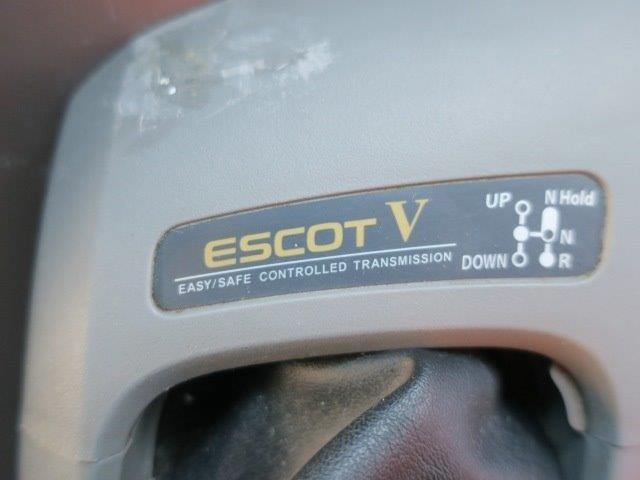 ESCOT V
EASY/SAFE CONTROLLED TRANSMISSION
UP N Hold
N
DOWN R